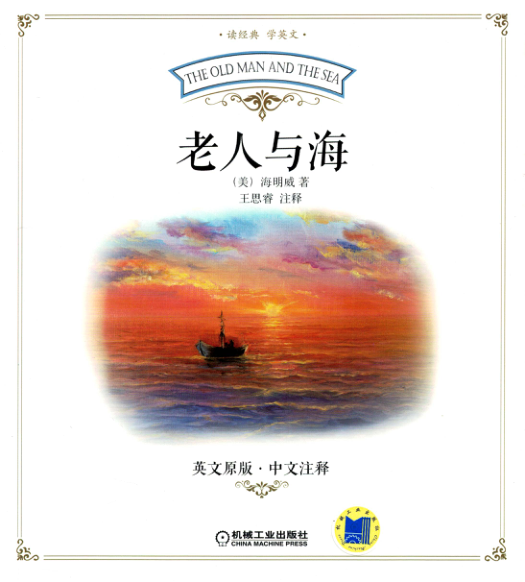 ·读经典 学英文·
THE OLD MAN AND THE SEA
老人与海
（美）海明威 著
王思睿 注释
英文原版·中文注释
机械工业出版社
CHINA MACHINE PRESS